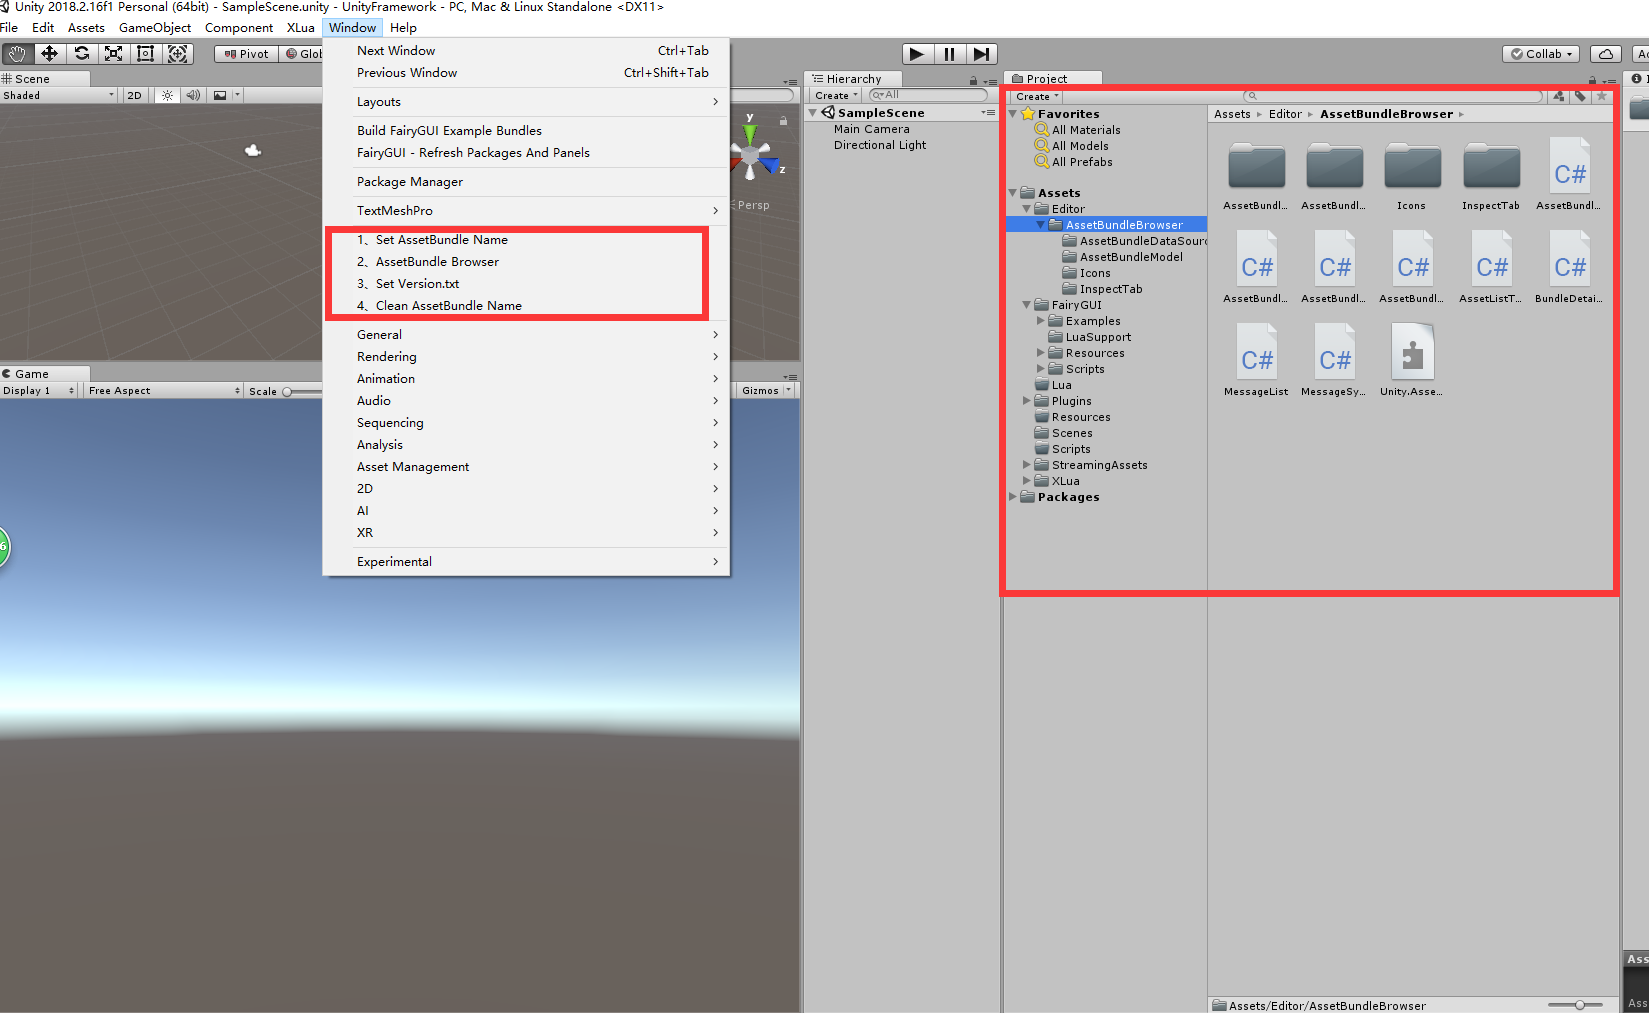 Unity 2018.2.16f1 Personal (64bit) - SampleScene.unity - UnityFramework - PC, Mac & Linux Standalone <DX11>
File Edit Assets GameObject Component XLua Window Help
Pivot Glob
Collab
Scene
Shaded 2D
Next Window Ctrl+Tab
Previous Window Ctrl+Shift+Tab
Layouts
Build FairyGUI Example Bundles
FairyGUI - Refresh Packages And Panels
Package Manager
TextMeshPro
1、Set AssetBundle Name
2、AssetBundle Browser
3、Set Version.txt
4、Clean AssetBundle Name
General
Rendering
Animation
Audio
Sequencing
Analysis
Asset Management
2D
AI
XR
Experimental
y
z
Persp
Game
Display 1 Free Aspect Scale
Gizmos
Hierarchy
Create All
SampleScene
Main Camera
Directional Light
Project
Create
Favorites
All Materials
All Models
All Prefabs
Assets
Editor
AssetBundleBrowser
AssetBundleDataSourc
AssetBundleModel
Icons
InspectTab
FairyGUI
Examples
LuaSupport
Resources
Scripts
Lua
Plugins
Resources
Scenes
Scripts
StreamingAssets
XLua
Packages
Assets Editor AssetBundleBrowser
C#
AssetBundl... AssetBundl... Icons InspectTab AssetBundl...
C# C# C# C# C#
AssetBundl... AssetBundl... AssetBundl... AssetListT... BundleDetai...
C# C#
MessageList MessageSy... Unity.Asse...
Assets/Editor/AssetBundleBrowser
Ass
Ass